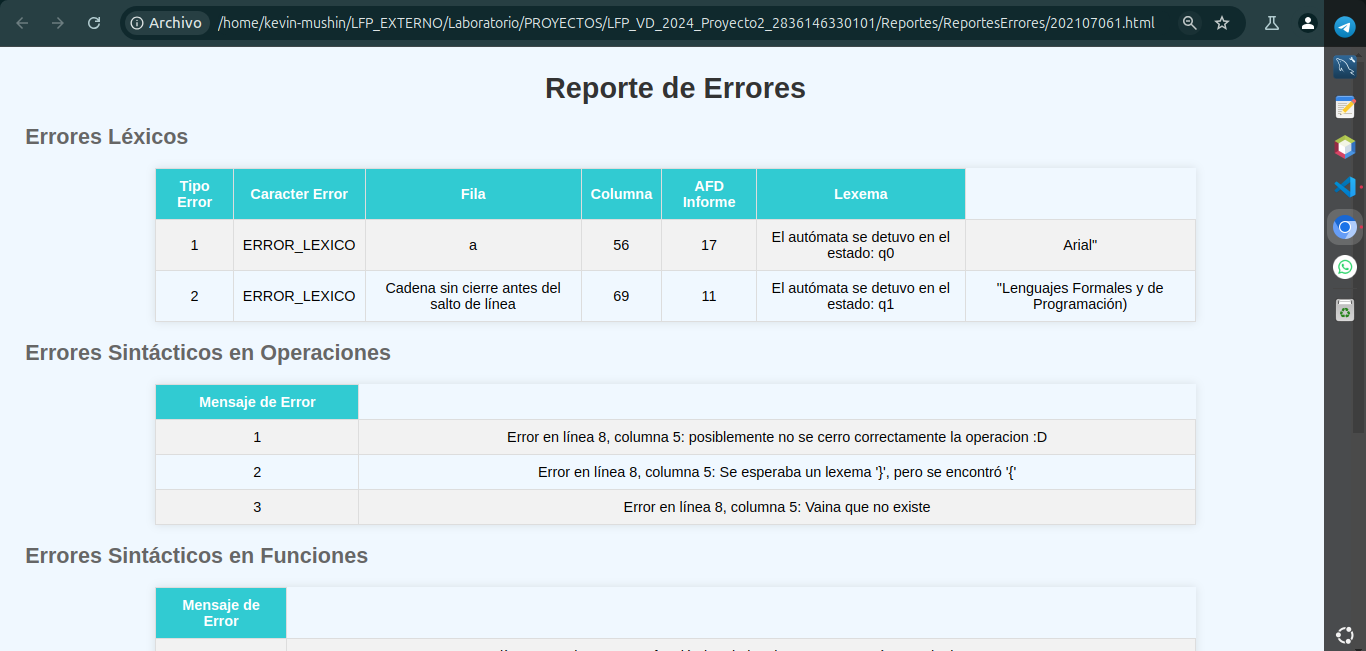 Archivo /home/kevin-mushin/LFP_EXTERNO/Laboratorio/PROYECTOS/LFP_VD_2024_Proyecto2_2836146330101/Reportes/ReportesErrores/202107061.html
Reporte de Errores
Errores Léxicos
Tipo Error Caracter Error Fila Columna AFD Informe Lexema
1 ERROR_LEXICO a 56 17 El autómata se detuvo en el estado: q0 Arial"
2 ERROR_LEXICO Cadena sin cierre antes del salto de línea 69 11 El autómata se detuvo en el estado: q1 "Lenguajes Formales y de Programación)
Errores Sintácticos en Operaciones
Mensaje de Error
1 Error en línea 8, columna 5: posiblemente no se cerro correctamente la operacion :D
2 Error en línea 8, columna 5: Se esperaba un lexema '}', pero se encontró '{'
3 Error en línea 8, columna 5: Vaina que no existe
Errores Sintácticos en Funciones
Mensaje de Error